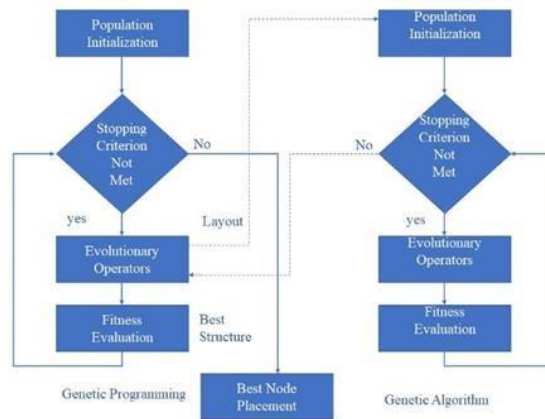 Population
Initialization
Stopping
Criterion
Not
Met
No
yes
Layout
Evolutionary
Operators
Fitness
Evaluation
Best
Structure
Genetic Programming
Best Node
Placement
Population
Initialization
Stopping
Criterion
Not
Met
No
yes
Evolutionary
Operators
Fitness
Evaluation
Genetic Algorithm